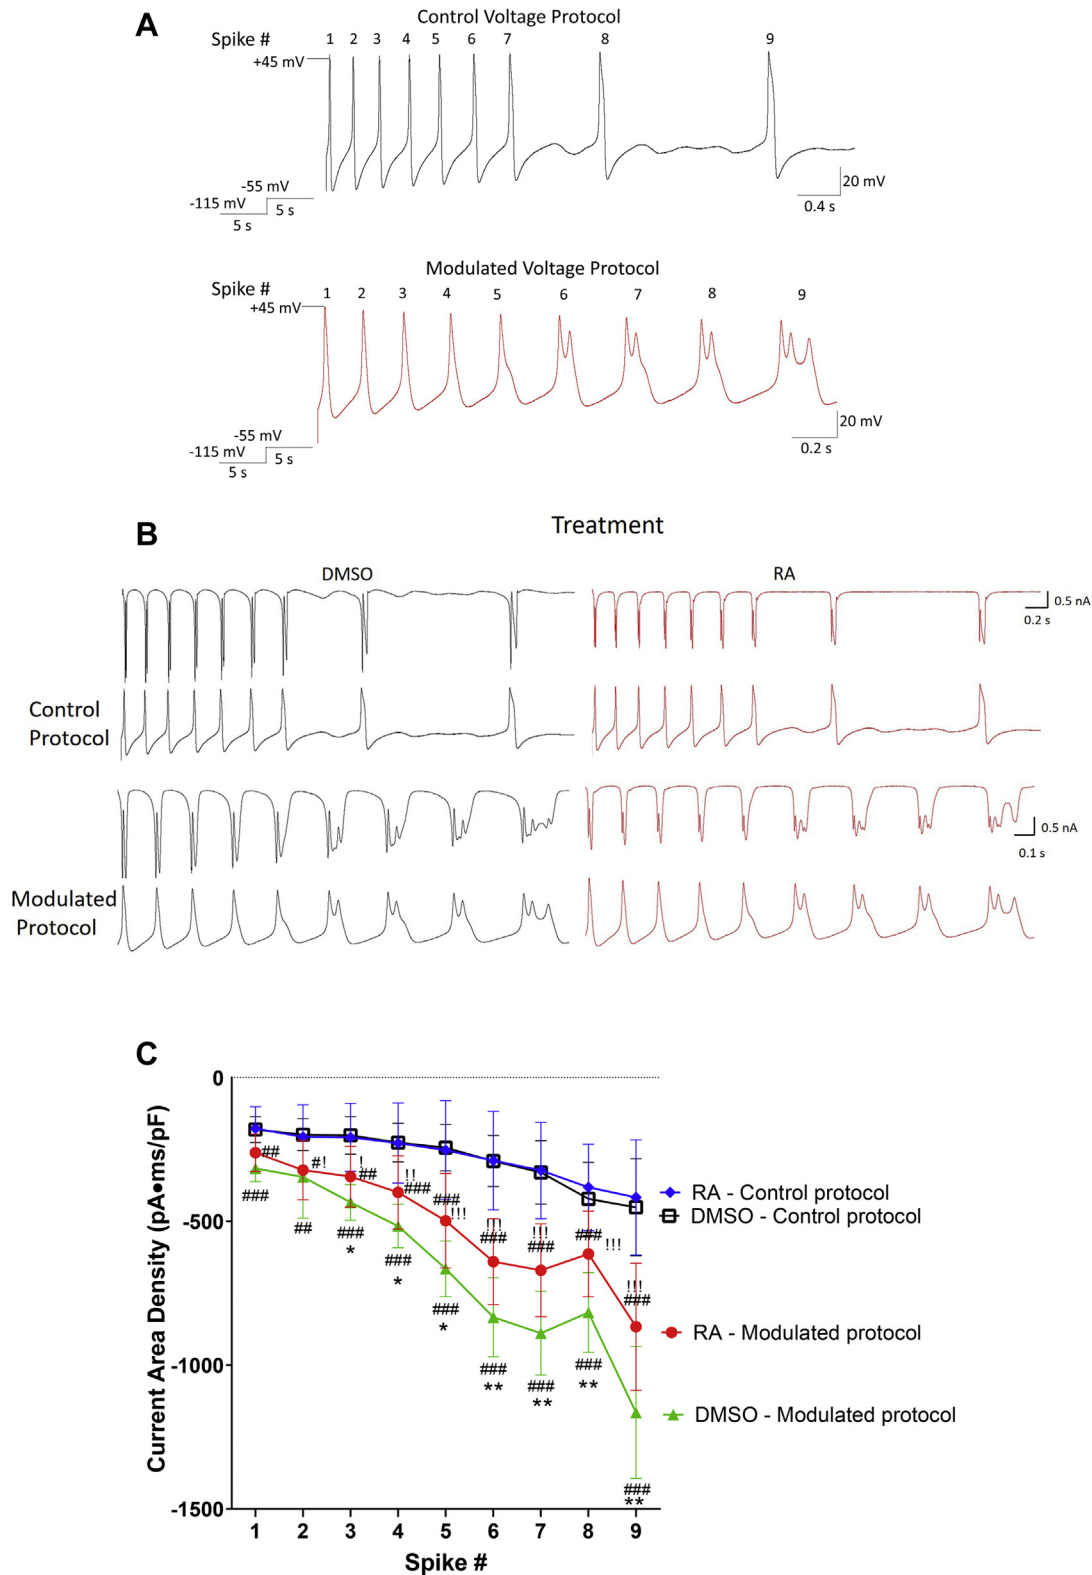 A
Control Voltage Protocol
Spike # 1 2 3 4 5 6 7 8 9
+45 mV
-55 mV
-115 mV
5 s
5 s
20 mV
0.4 s
Modulated Voltage Protocol
Spike # 1 2 3 4 5 6 7 8 9
+45 mV
-55 mV
-115 mV
5 s
5 s
20 mV
0.2 s
B
Treatment
DMSO RA
0.5 nA
0.2 s
Control
Protocol
0.5 nA
0.1 s
Modulated
Protocol
C
Current Area Density (pA•ms/pF)
0
-500
-1000
-1500
## #! ! ## !! ### ### !!! !!! ### !!! ### ### !!! !!! ###
### ## ### * ### * ### * ### ** ### ** ### ** ### **
RA - Control protocol
DMSO - Control protocol
RA - Modulated protocol
DMSO - Modulated protocol
1 2 3 4 5 6 7 8 9
Spike #